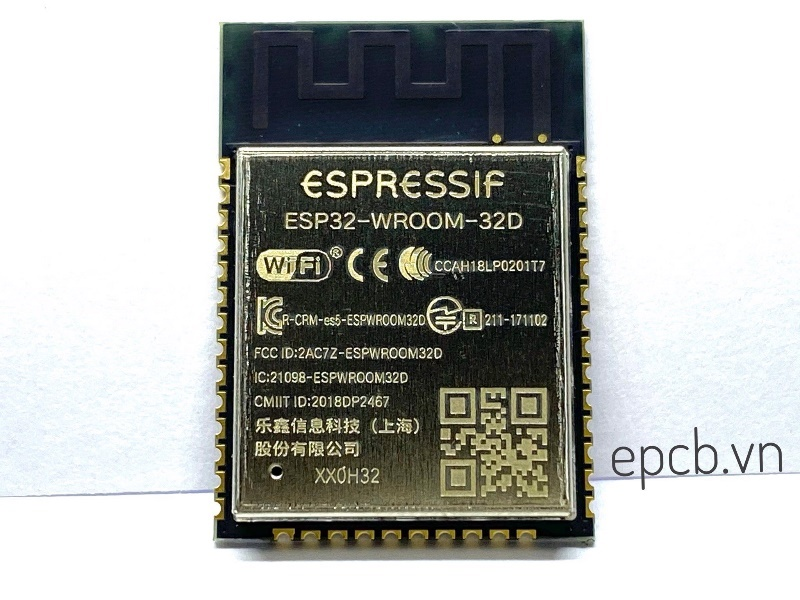 ESPRESSIF
ESP32-WROOM-32D
WiFi® CE CCAH18LP0201T7
R-CRM-es5-ESPWROOM32D R 211-171102
FCC ID:2AC7Z-ESPWROOM32D
IC:21098-ESPWROOM32D
CMIIT ID:2018DP2467
乐鑫信息科技（上海）
股份有限公司
XX0H32
epcb.vn